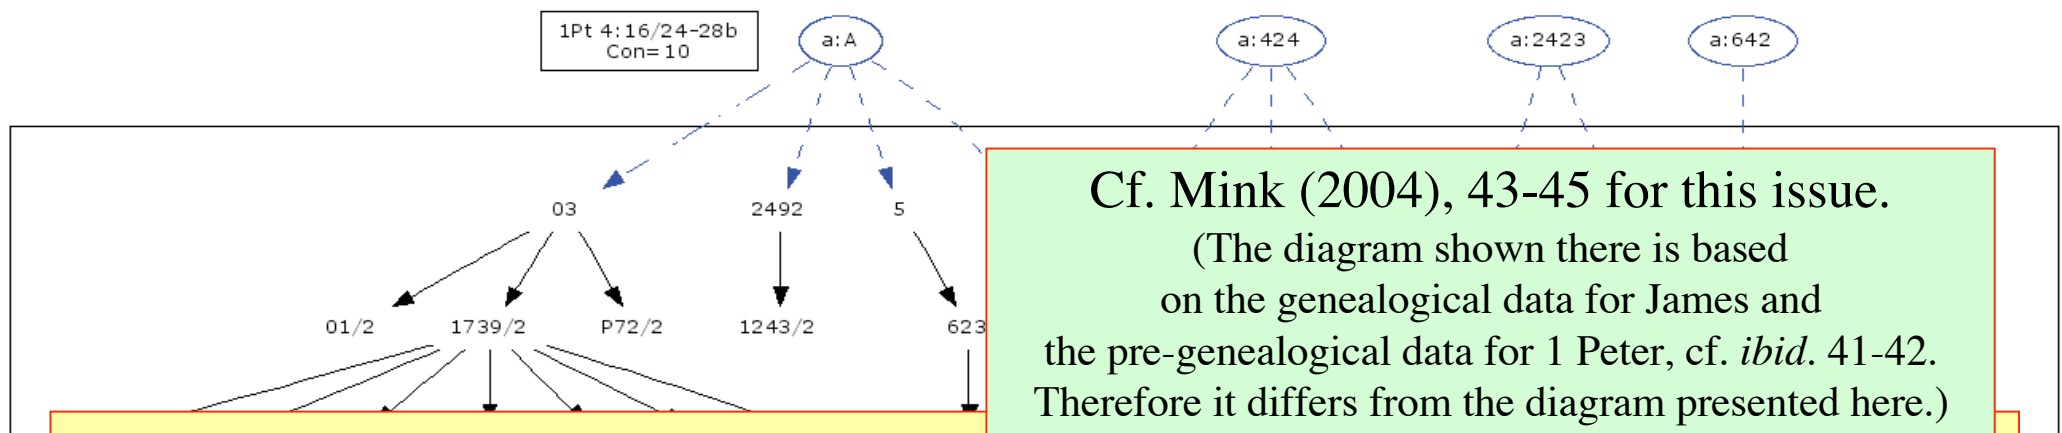 1Pt 4:16/24-28b
Con=10
a:A
a:424
a:2423
a:642
03
2492
5
01/2
1739/2
P72/2
1243/2
623
Cf. Mink (2004), 43-45 for this issue.
(The diagram shown there is based
on the genealogical data for James and
the pre-genealogical data for 1 Peter, cf. ibid. 41-42.
Therefore it differs from the diagram presented here.)